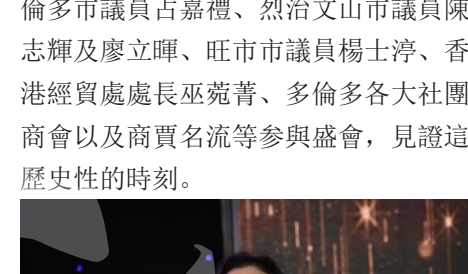 倫多市議員占嘉禮、烈治文山市議員陳
志輝及廖立暉、旺市市議員楊士渟、香
港經貿處處長巫菀菁、多倫多各大社團
商會以及商賈名流等参與盛會，見證這
歷史性的時刻。